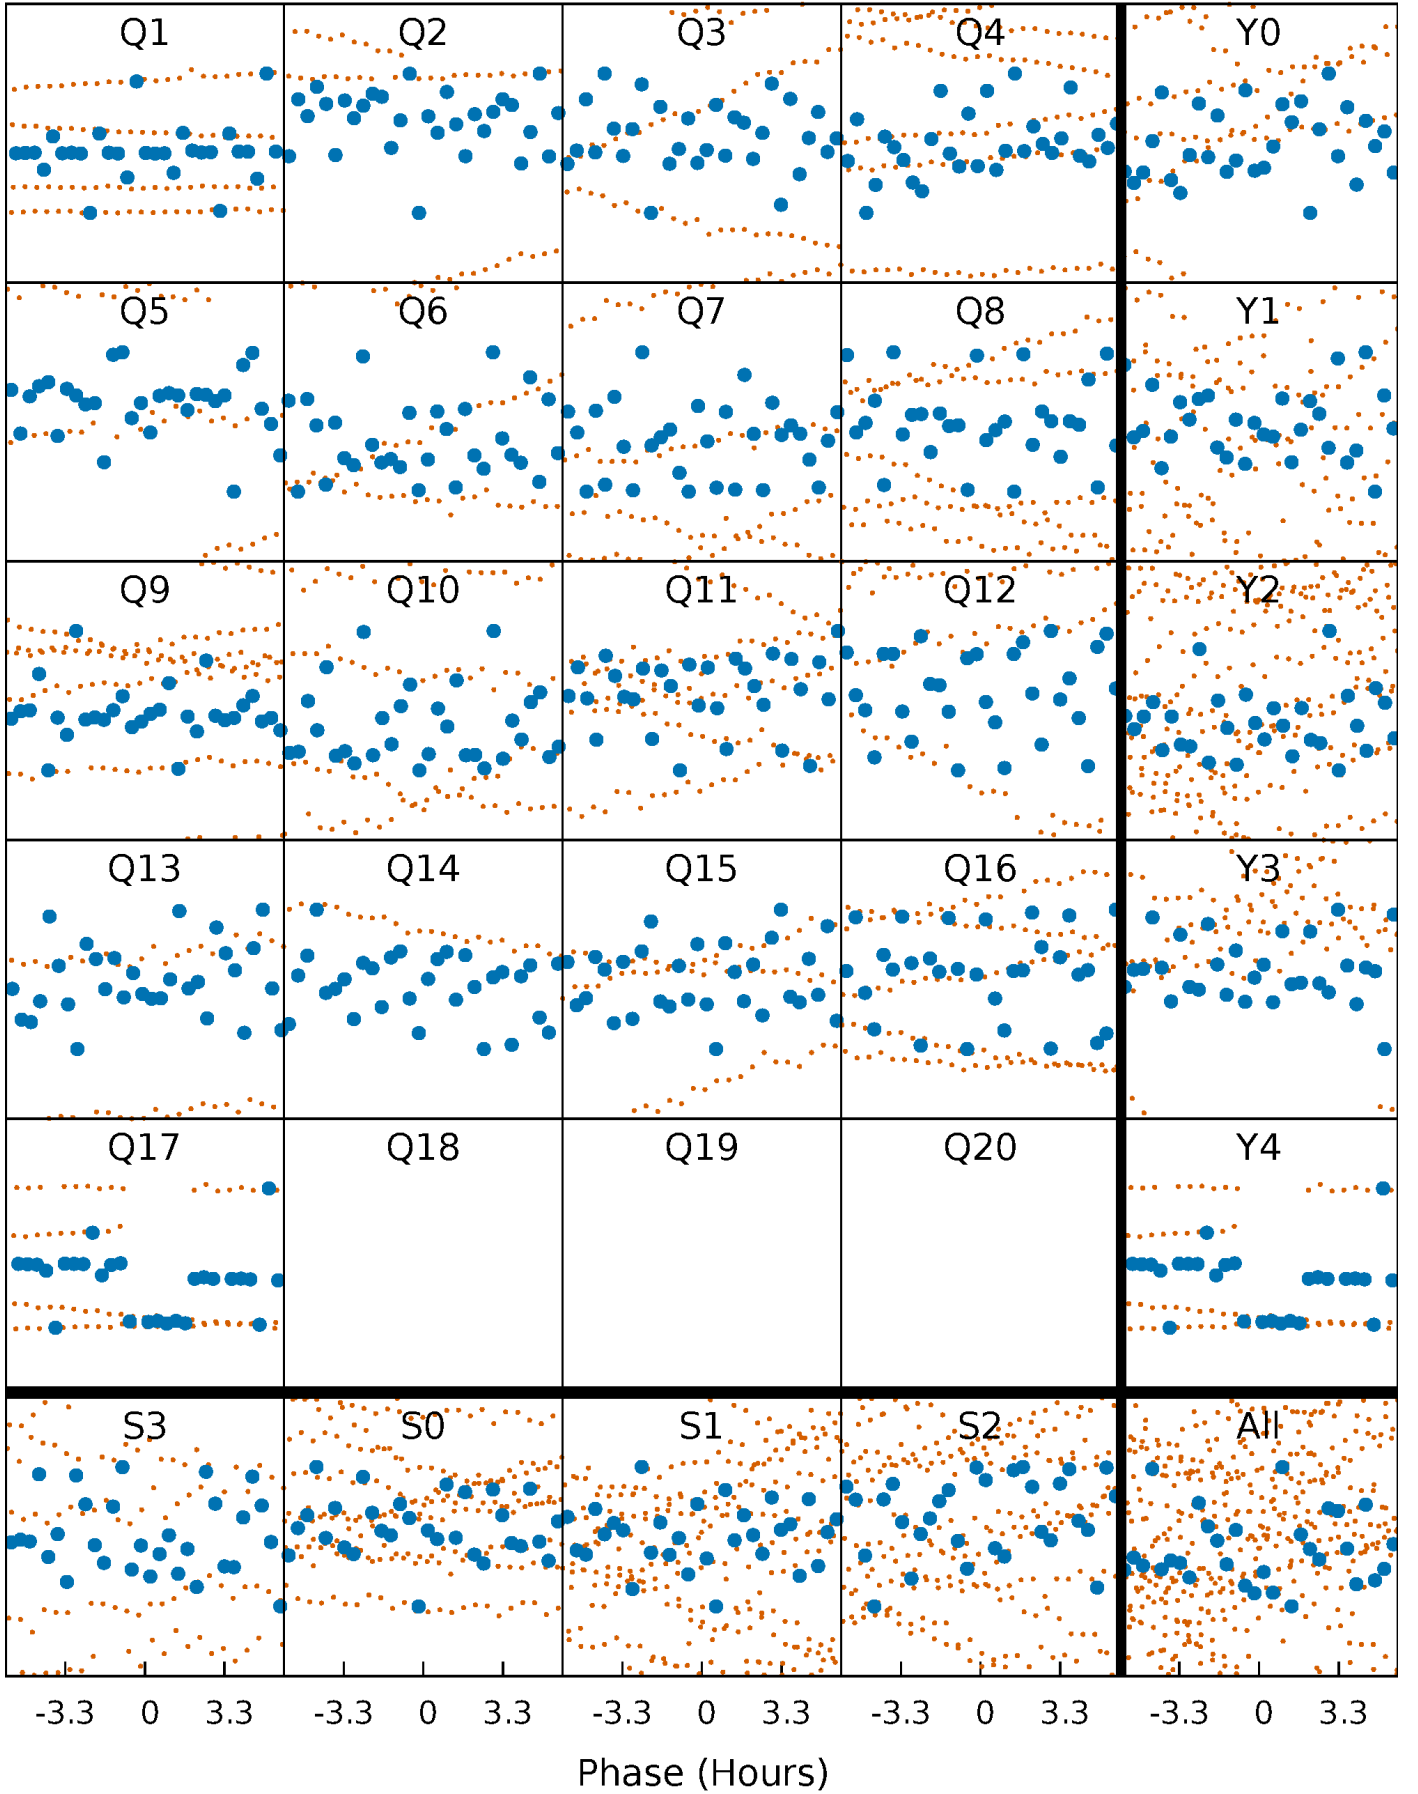 Q1 Q2 Q3 Q4 Y0
Q5 Q6 Q7 Q8 Y1
Q9 Q10 Q11 Q12 Y2
Q13 Q14 Q15 Q16 Y3
Q17 Q18 Q19 Q20 Y4
S3 S0 S1 S2 All
-3.3 0 3.3 -3.3 0 3.3 -3.3 0 3.3 -3.3 0 3.3 -3.3 0 3.3
Phase (Hours)